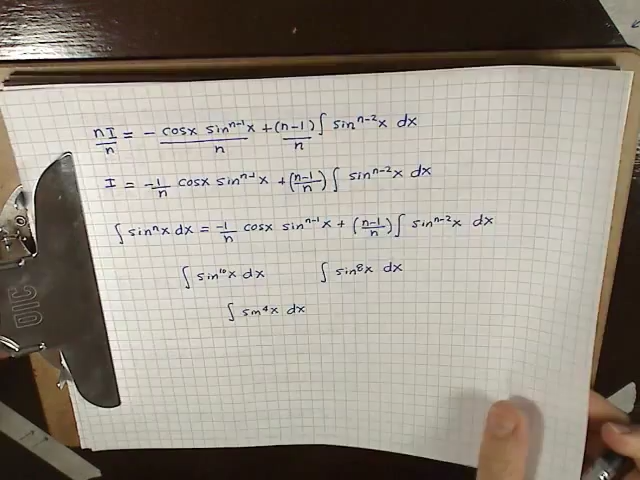 nI/n = - cosx sinⁿ⁻¹x/n + (n-1)/n ∫ sinⁿ⁻²x dx
I = -1/n cosx sinⁿ⁻¹x + (n-1/n) ∫ sinⁿ⁻²x dx
∫ sinⁿx dx = -1/n cosx sinⁿ⁻¹x + (n-1/n) ∫ sinⁿ⁻²x dx
∫ sin¹⁰x dx ∫ sin⁸x dx
∫ sin⁴x dx
DIC